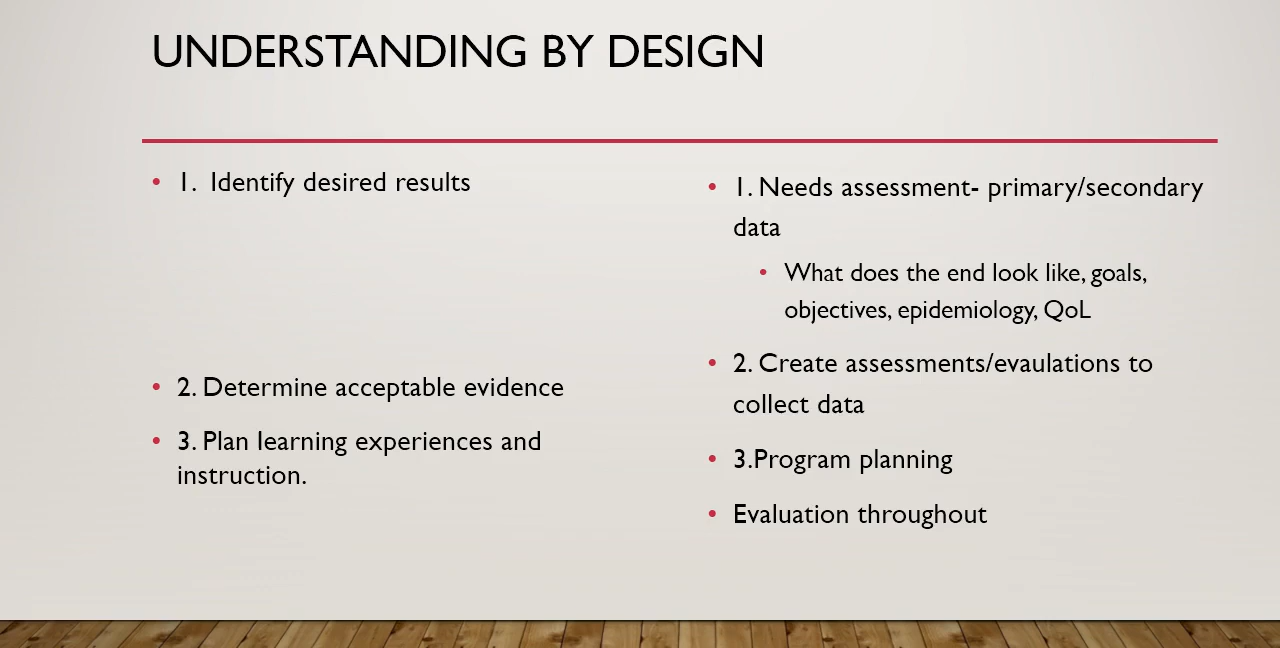 UNDERSTANDING BY DESIGN
• 1. Identify desired results
• 2. Determine acceptable evidence
• 3. Plan learning experiences and
instruction.
• 1. Needs assessment- primary/secondary
data
• What does the end look like, goals,
objectives, epidemiology, QoL
• 2. Create assessments/evaulations to
collect data
• 3.Program planning
• Evaluation throughout